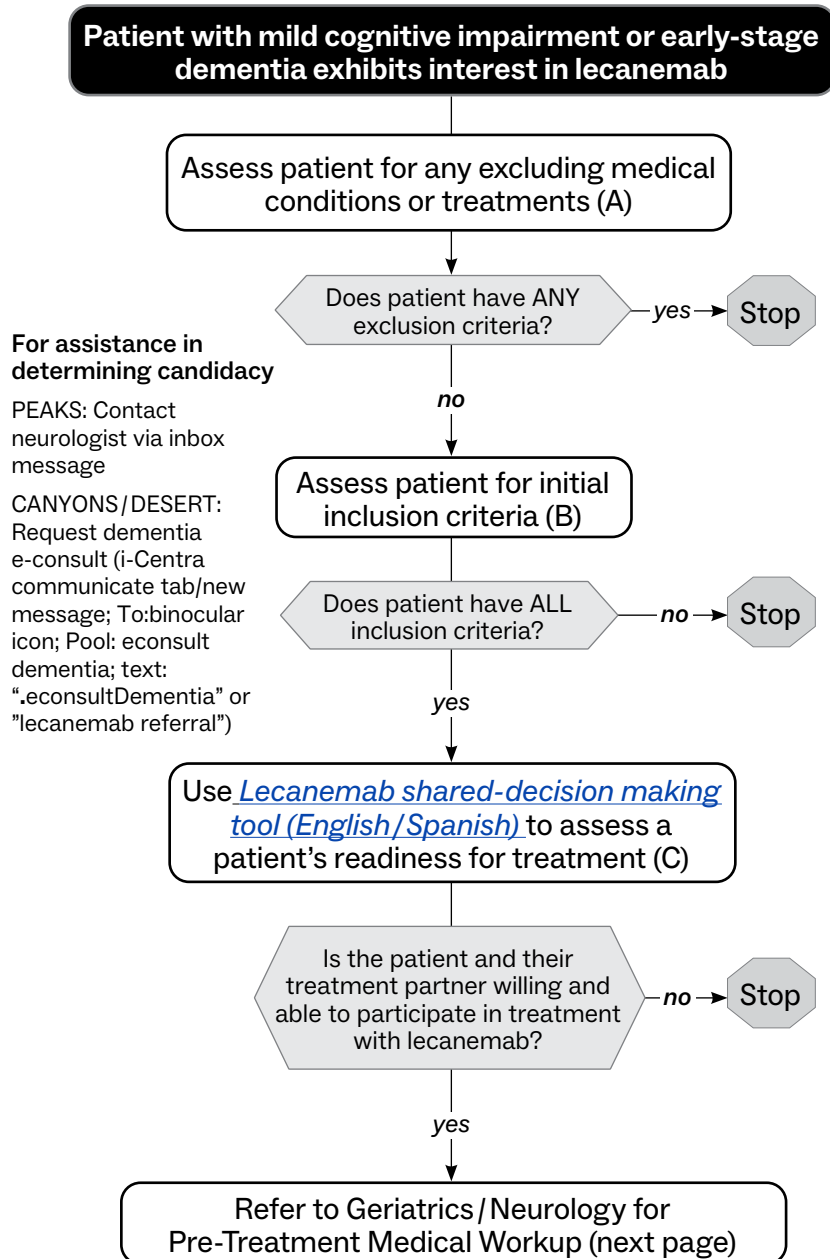 Patient with mild cognitive impairment or early-stage
dementia exhibits interest in lecanemab
Assess patient for any excluding medical
conditions or treatments (A)
Does patient have ANY
exclusion criteria?
yes
Stop
no
For assistance in
determining candidacy
PEAKS: Contact
neurologist via inbox
message
CANYONS/DESERT:
Request dementia
e-consult (i-Centra
communicate tab/new
message; To:binocular
icon; Pool: econsult
dementia; text:
“.econsultDementia” or
”lecanemab referral”)
Assess patient for initial
inclusion criteria (B)
Does patient have ALL
inclusion criteria?
no
Stop
yes
Use Lecanemab shared-decision making
tool (English/Spanish) to assess a
patient’s readiness for treatment (C)
Is the patient and their
treatment partner willing and
able to participate in treatment
with lecanemab?
no
Stop
yes
Refer to Geriatrics/Neurology for
Pre-Treatment Medical Workup (next page)